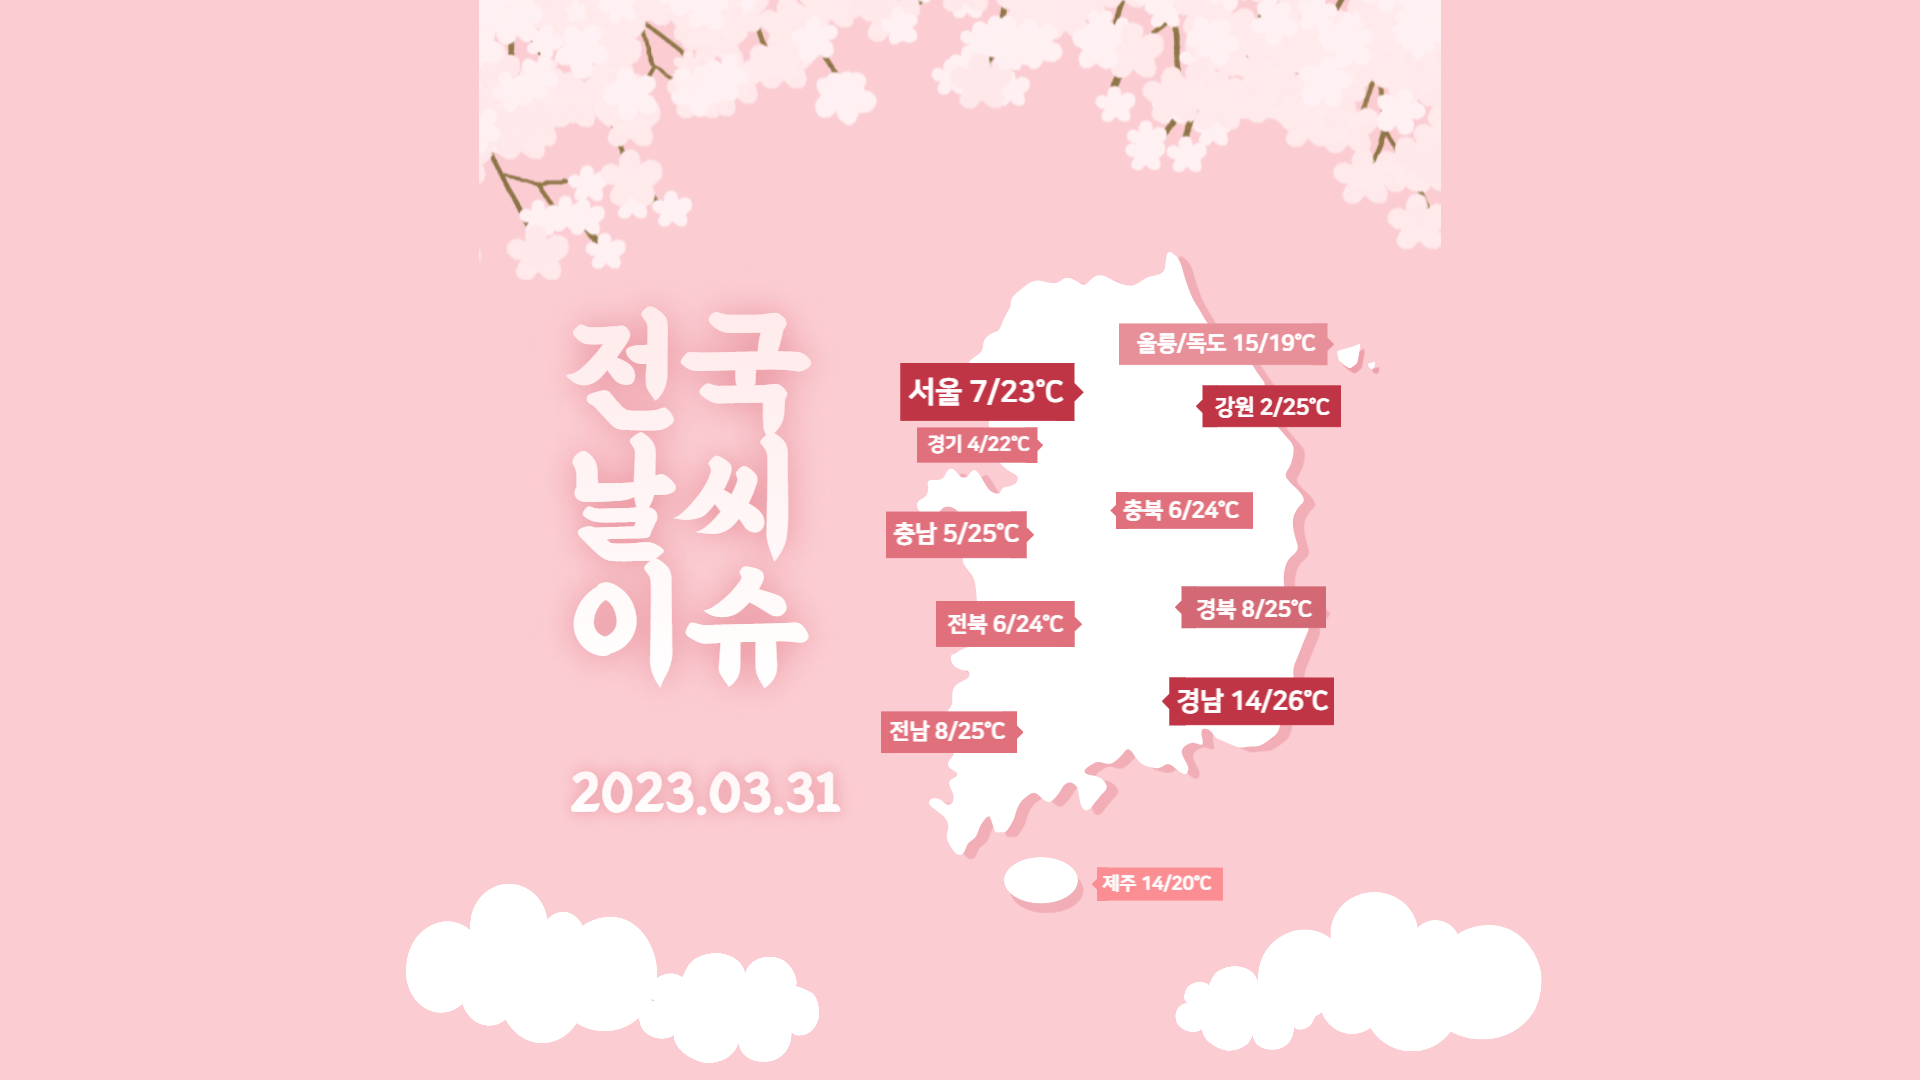 전국
날씨
이슈
2023.03.31
울릉/독도 15/19℃
서울 7/23℃
강원 2/25℃
경기 4/22℃
충북 6/24℃
충남 5/25℃
경북 8/25℃
전북 6/24℃
경남 14/26℃
전남 8/25℃
제주 14/20℃